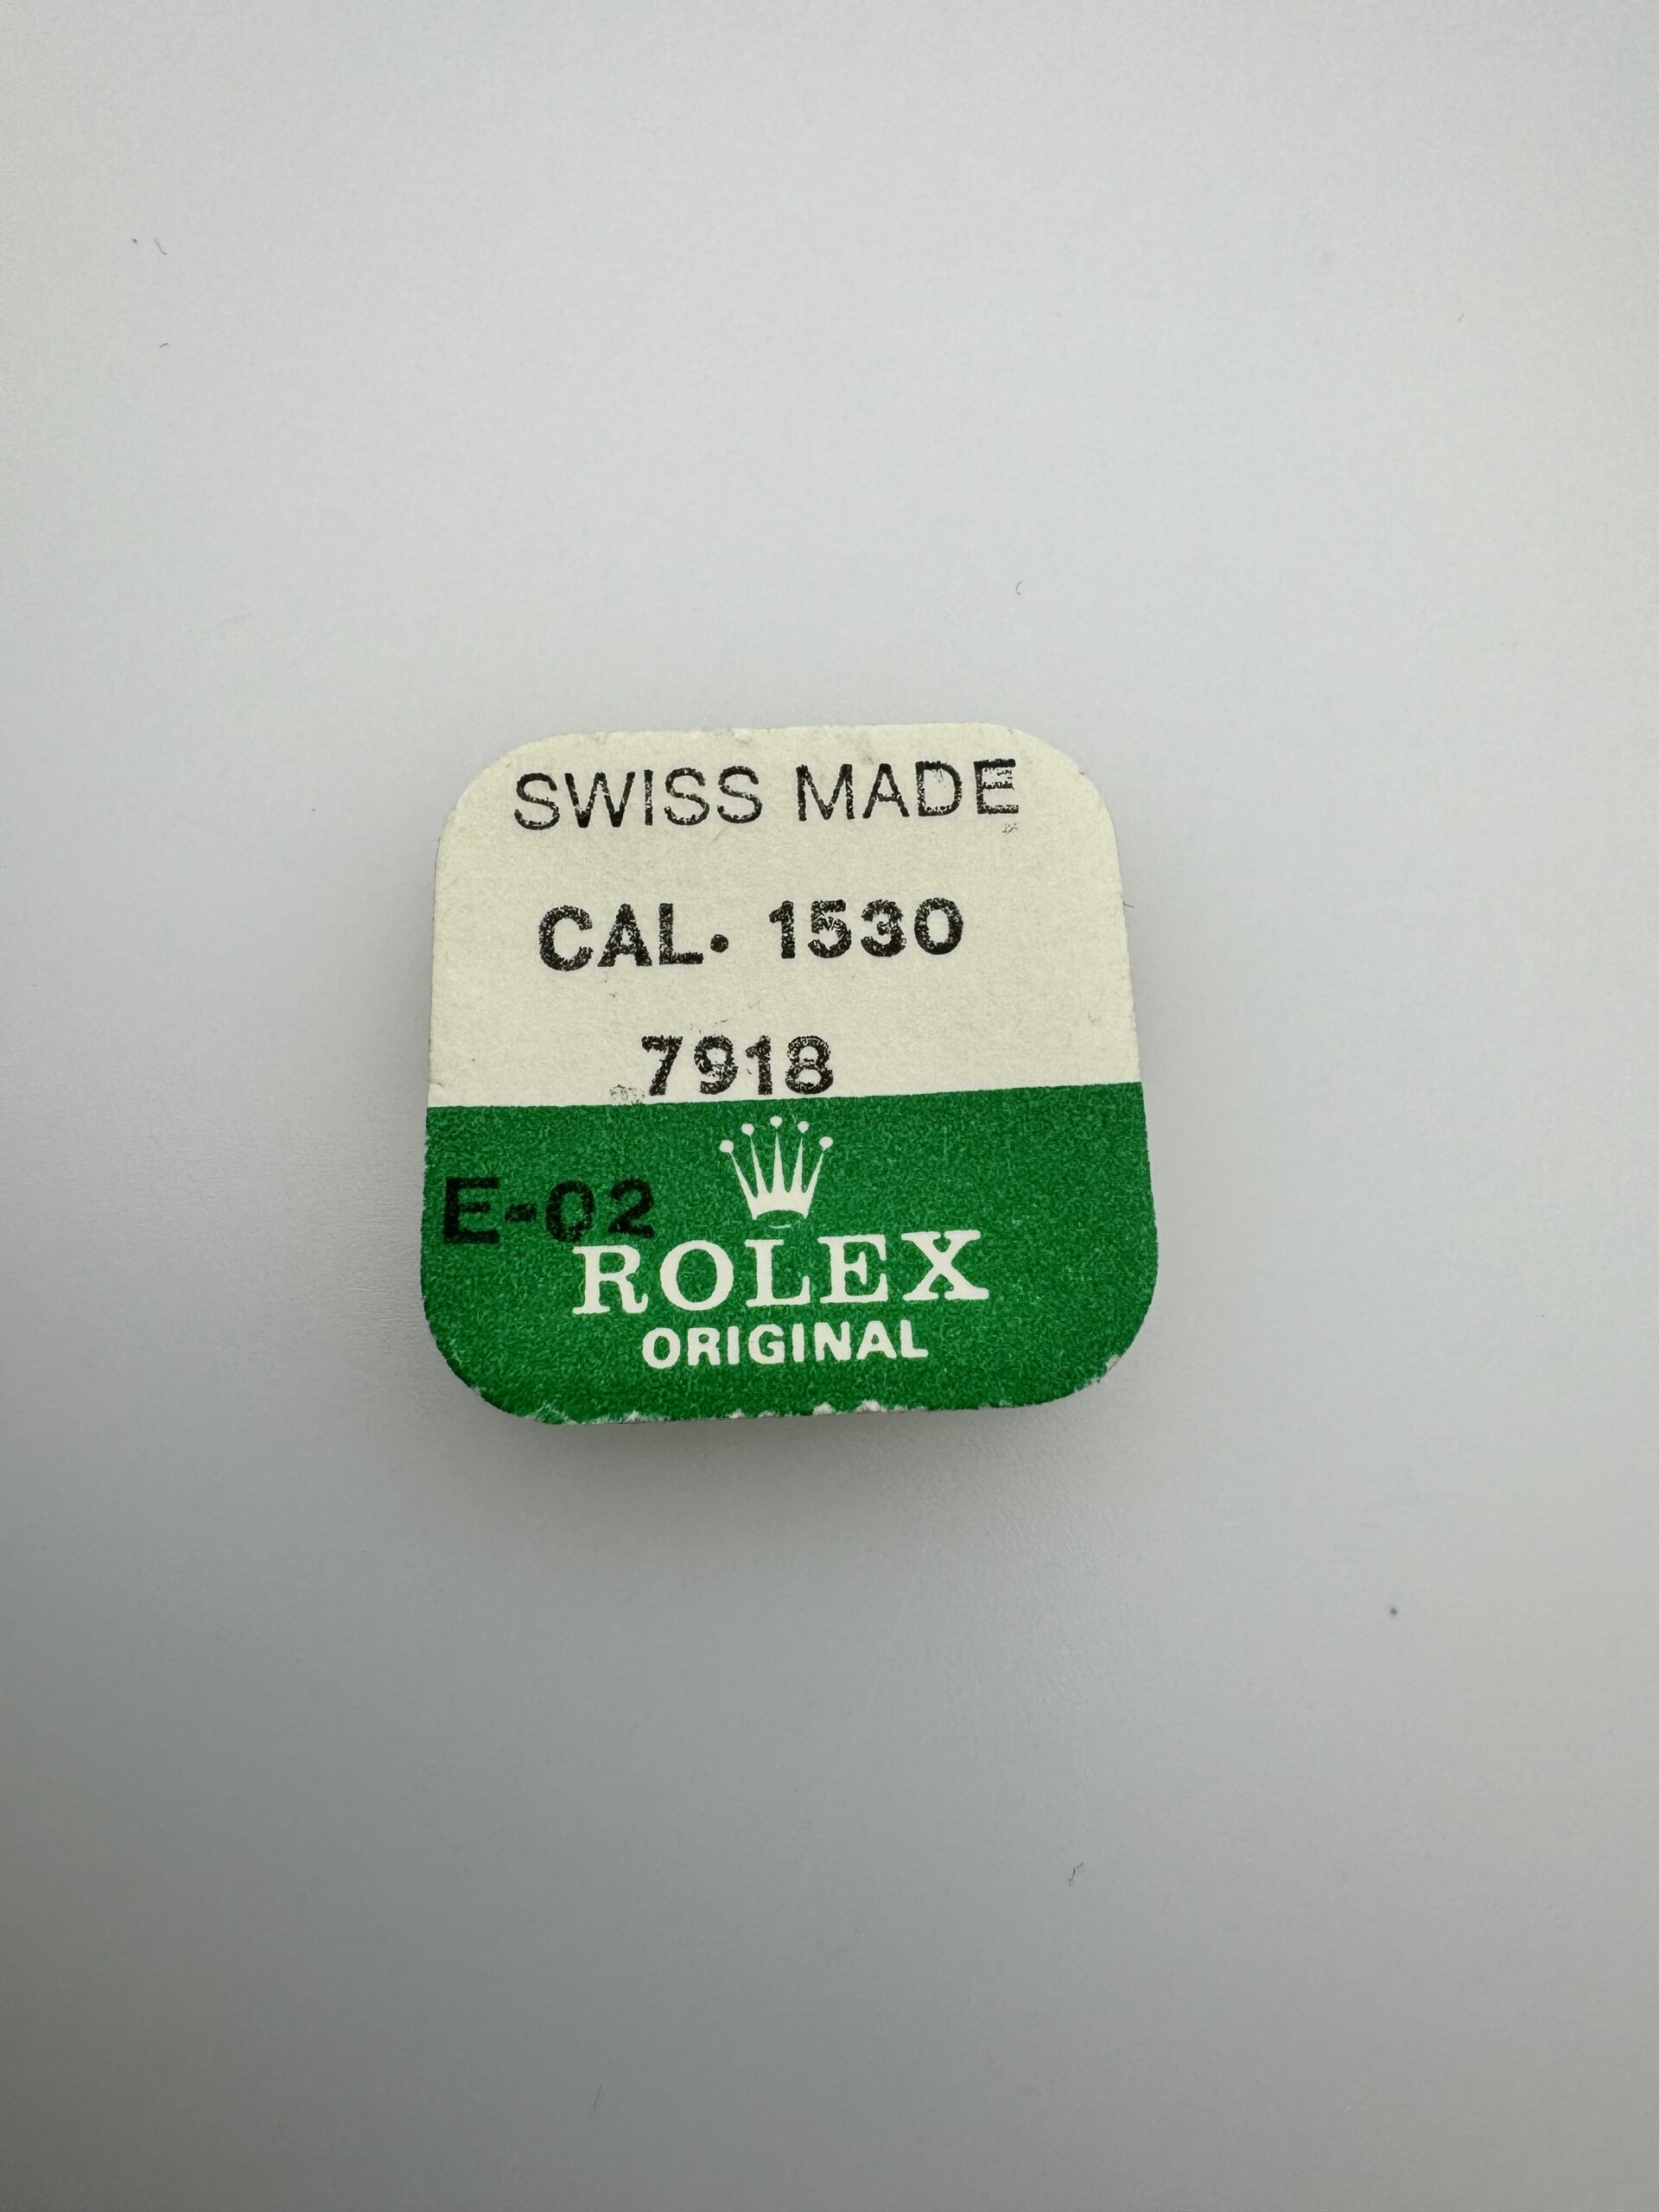 SWISS MADE
CAL. 1530
7918
E-02
ROLEX
ORIGINAL